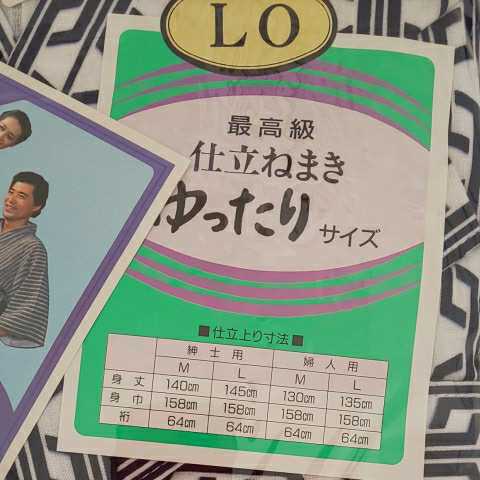 LO
最高級
仕立ねまき
ゆったりサイズ
■仕立上り寸法■
紳士用 婦人用
M L M L
身丈 140㎝ 145㎝ 130㎝ 135㎝
身巾 158㎝ 158㎝ 158㎝ 158㎝
裄 64㎝ 64㎝ 64㎝ 64㎝